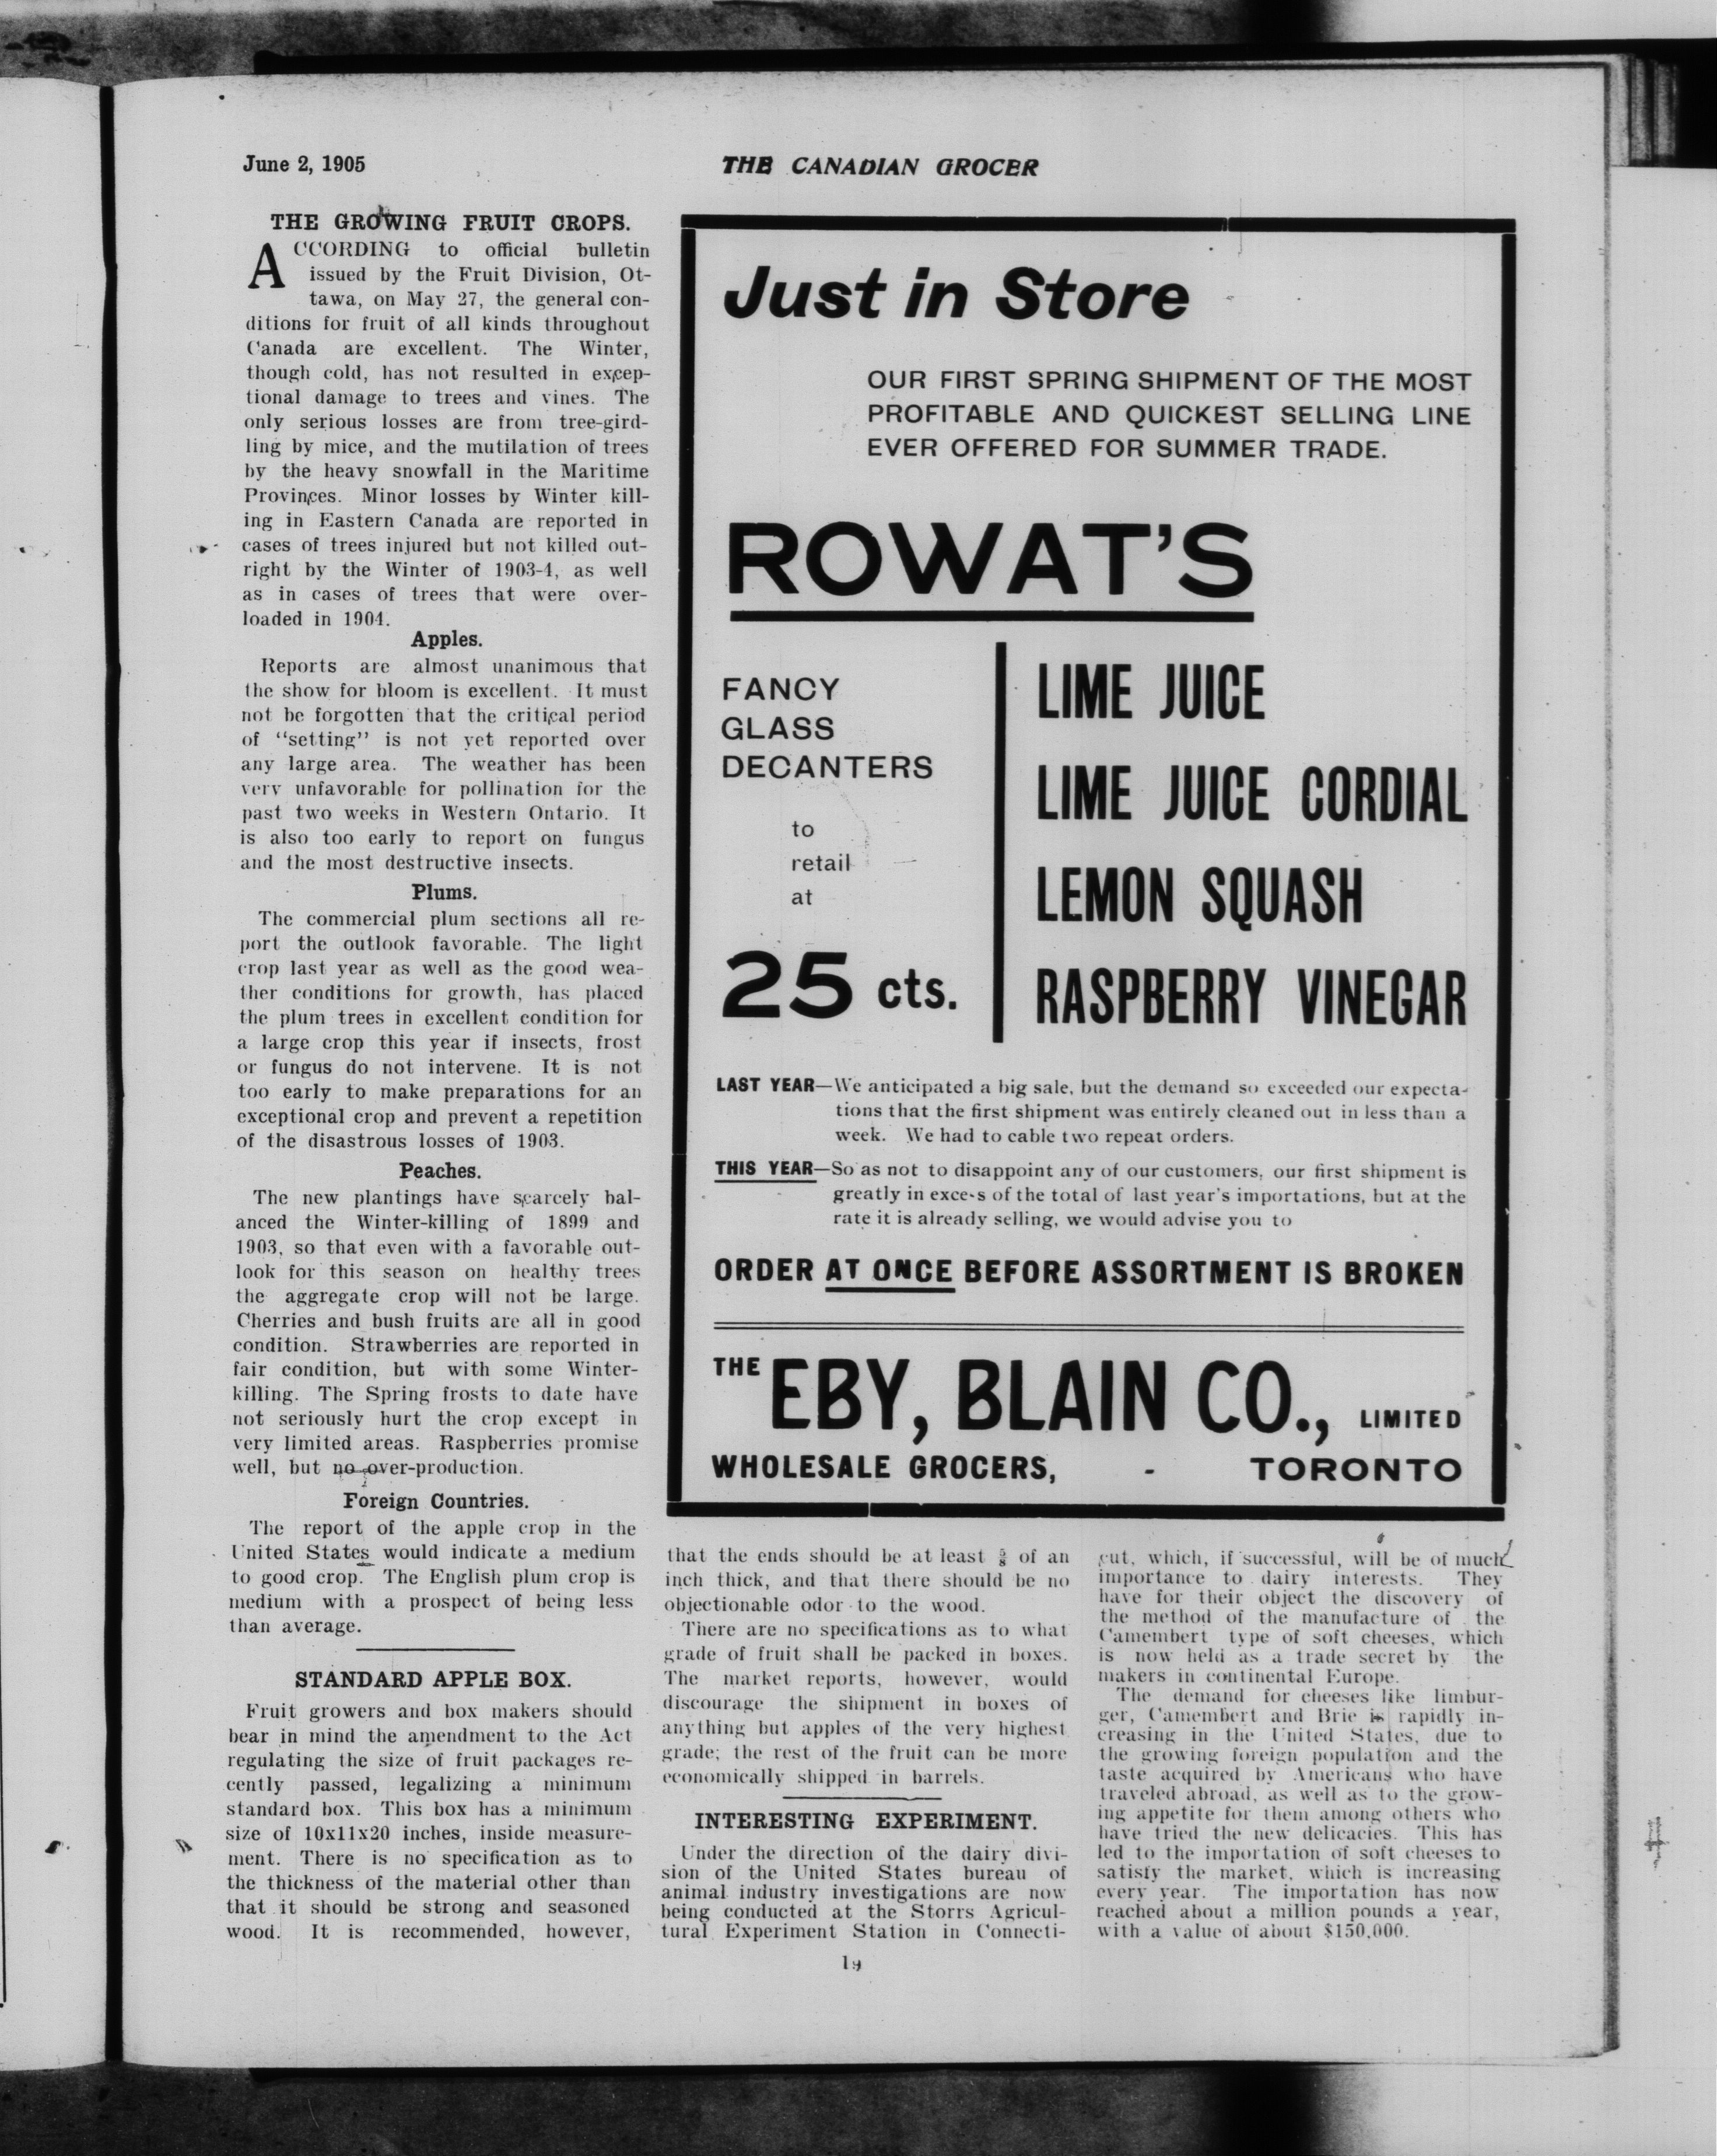 June 2, 1905
THE CANADIAN GROCER
THE GROWING FRUIT CROPS.
ACCORDING to official bulletin
issued by the Fruit Division, Ot-
tawa, on May 27, the general con-
ditions for fruit of all kinds throughout
Canada are excellent. The Winter,
though cold, has not resulted in excep-
tional damage to trees and vines. The
only serious losses are from tree-gird-
ling by mice, and the mutilation of trees
by the heavy snowfall in the Maritime
Provinces. Minor losses by Winter kill-
ing in Eastern Canada are reported in
cases of trees injured but not killed out-
right by the Winter of 1903-4, as well
as in cases of trees that were over-
loaded in 1904.
Apples.
Reports are almost unanimous that
the show for bloom is excellent. It must
not be forgotten that the critical period
of "setting" is not yet reported over
any large area. The weather has been
very unfavorable for pollination for the
past two weeks in Western Ontario. It
is also too early to report on fungus
and the most destructive insects.
Plums.
The commercial plum sections all re-
port the outlook favorable. The light
crop last year as well as the good wea-
ther conditions for growth, has placed
the plum trees in excellent condition for
a large crop this year if insects, frost
or fungus do not intervene. It is not
too early to make preparations for an
exceptional crop and prevent a repetition
of the disastrous losses of 1903.
Peaches.
The new plantings have scarcely bal-
anced the Winter-killing of 1899 and
1903, so that even with a favorable out-
look for this season on healthy trees
the aggregate crop will not be large.
Cherries and bush fruits are all in good
condition. Strawberries are reported in
fair condition, but with some Winter-
killing. The Spring frosts to date have
not seriously hurt the crop except in
very limited areas. Raspberries promise
well, but no over-production.
Foreign Countries.
The report of the apple crop in the
United States would indicate a medium
to good crop. The English plum crop is
medium with a prospect of being less
than average.
STANDARD APPLE BOX.
Fruit growers and box makers should
bear in mind the amendment to the Act
regulating the size of fruit packages re-
cently passed, legalizing a minimum
standard box. This box has a minimum
size of 10x11x20 inches, inside measure-
ment. There is no specification as to
the thickness of the material other than
that it should be strong and seasoned
wood. It is recommended, however,
Just in Store
OUR FIRST SPRING SHIPMENT OF THE MOST
PROFITABLE AND QUICKEST SELLING LINE
EVER OFFERED FOR SUMMER TRADE.
ROWAT'S
FANCY
GLASS
DECANTERS
to
retail
at
25 cts.
LIME JUICE
LIME JUICE CORDIAL
LEMON SQUASH
RASPBERRY VINEGAR
LAST YEAR—We anticipated a big sale, but the demand so exceeded our expecta-
tions that the first shipment was entirely cleaned out in less than a
week. We had to cable two repeat orders.
THIS YEAR—So as not to disappoint any of our customers, our first shipment is
greatly in excess of the total of last year's importations, but at the
rate it is already selling, we would advise you to
ORDER AT ONCE BEFORE ASSORTMENT IS BROKEN
THE EBY, BLAIN CO., LIMITED
WHOLESALE GROCERS, - TORONTO
that the ends should be at least of an
inch thick, and that there should be no
objectionable odor to the wood.
There are no specifications as to what
grade of fruit shall be packed in boxes.
The market reports, however, would
discourage the shipment in boxes of
anything but apples of the very highest
grade; the rest of the fruit can be more
economically shipped in barrels.
INTERESTING EXPERIMENT.
Under the direction of the dairy divi-
sion of the United States bureau of
animal industry investigations are now
being conducted at the Storrs Agricul-
tural Experiment Station in Connecti-
cut, which, if successful, will be of much
importance to dairy interests. They
have for their object the discovery of
the method of the manufacture of the
Camembert type of soft cheeses, which
is now held as a trade secret by the
makers in continental Europe.
The demand for cheeses like limbur-
ger, Camembert and Brie is rapidly in-
creasing in the United States, due to
the growing foreign population and the
taste acquired by Americans who have
traveled abroad, as well as to the grow-
ing appetite for them among others who
have tried the new delicacies. This has
led to the importation of soft cheeses to
satisfy the market, which is increasing
every year. The importation has now
reached about a million pounds a year,
with a value of about $150,000.
19